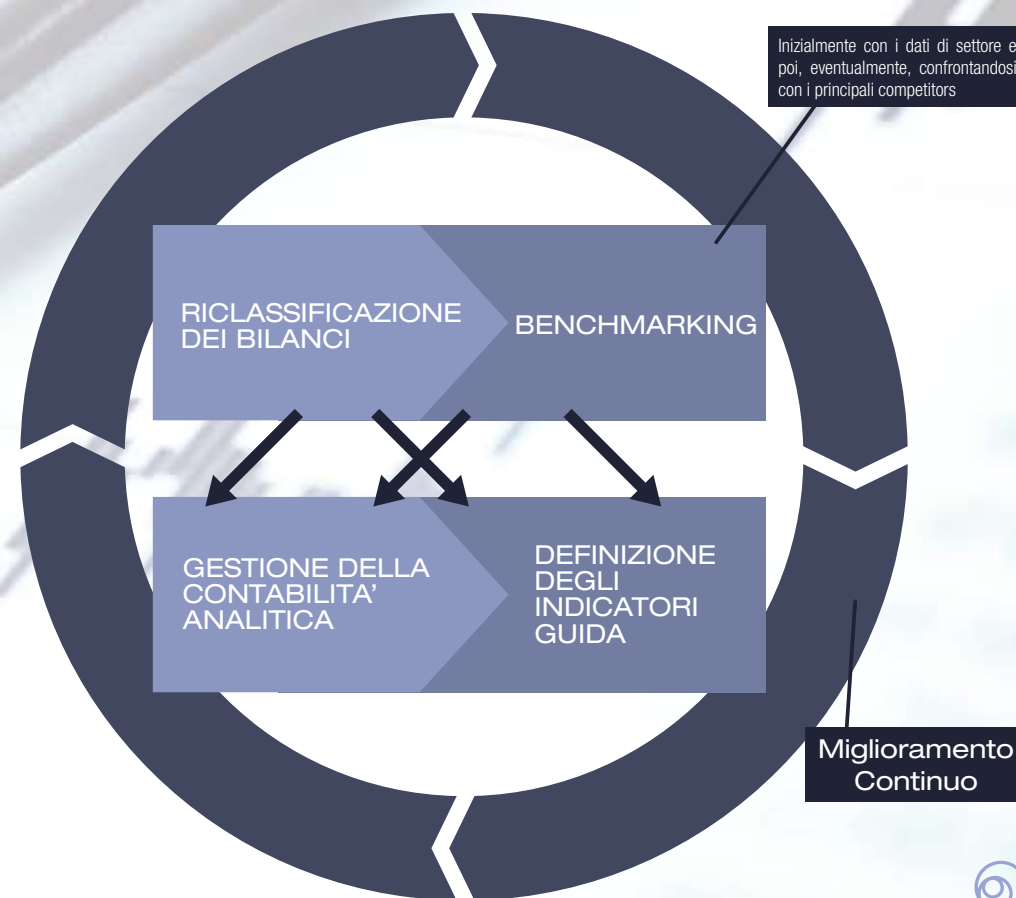 Inizialmente con i dati di settore e
poi, eventualmente, confrontandosi
con i principali competitors
RICLASSIFICAZIONE
DEI BILANCI
BENCHMARKING
GESTIONE DELLA
CONTABILITA’
ANALITICA
DEFINIZIONE
DEGLI
INDICATORI
GUIDA
Miglioramento
Continuo